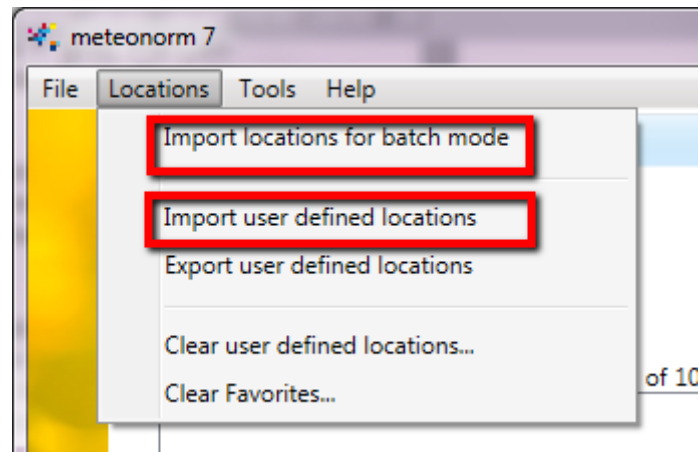 meteonorm 7
File Locations Tools Help
Import locations for batch mode
Import user defined locations
Export user defined locations
Clear user defined locations...
of 10
Clear Favorites...